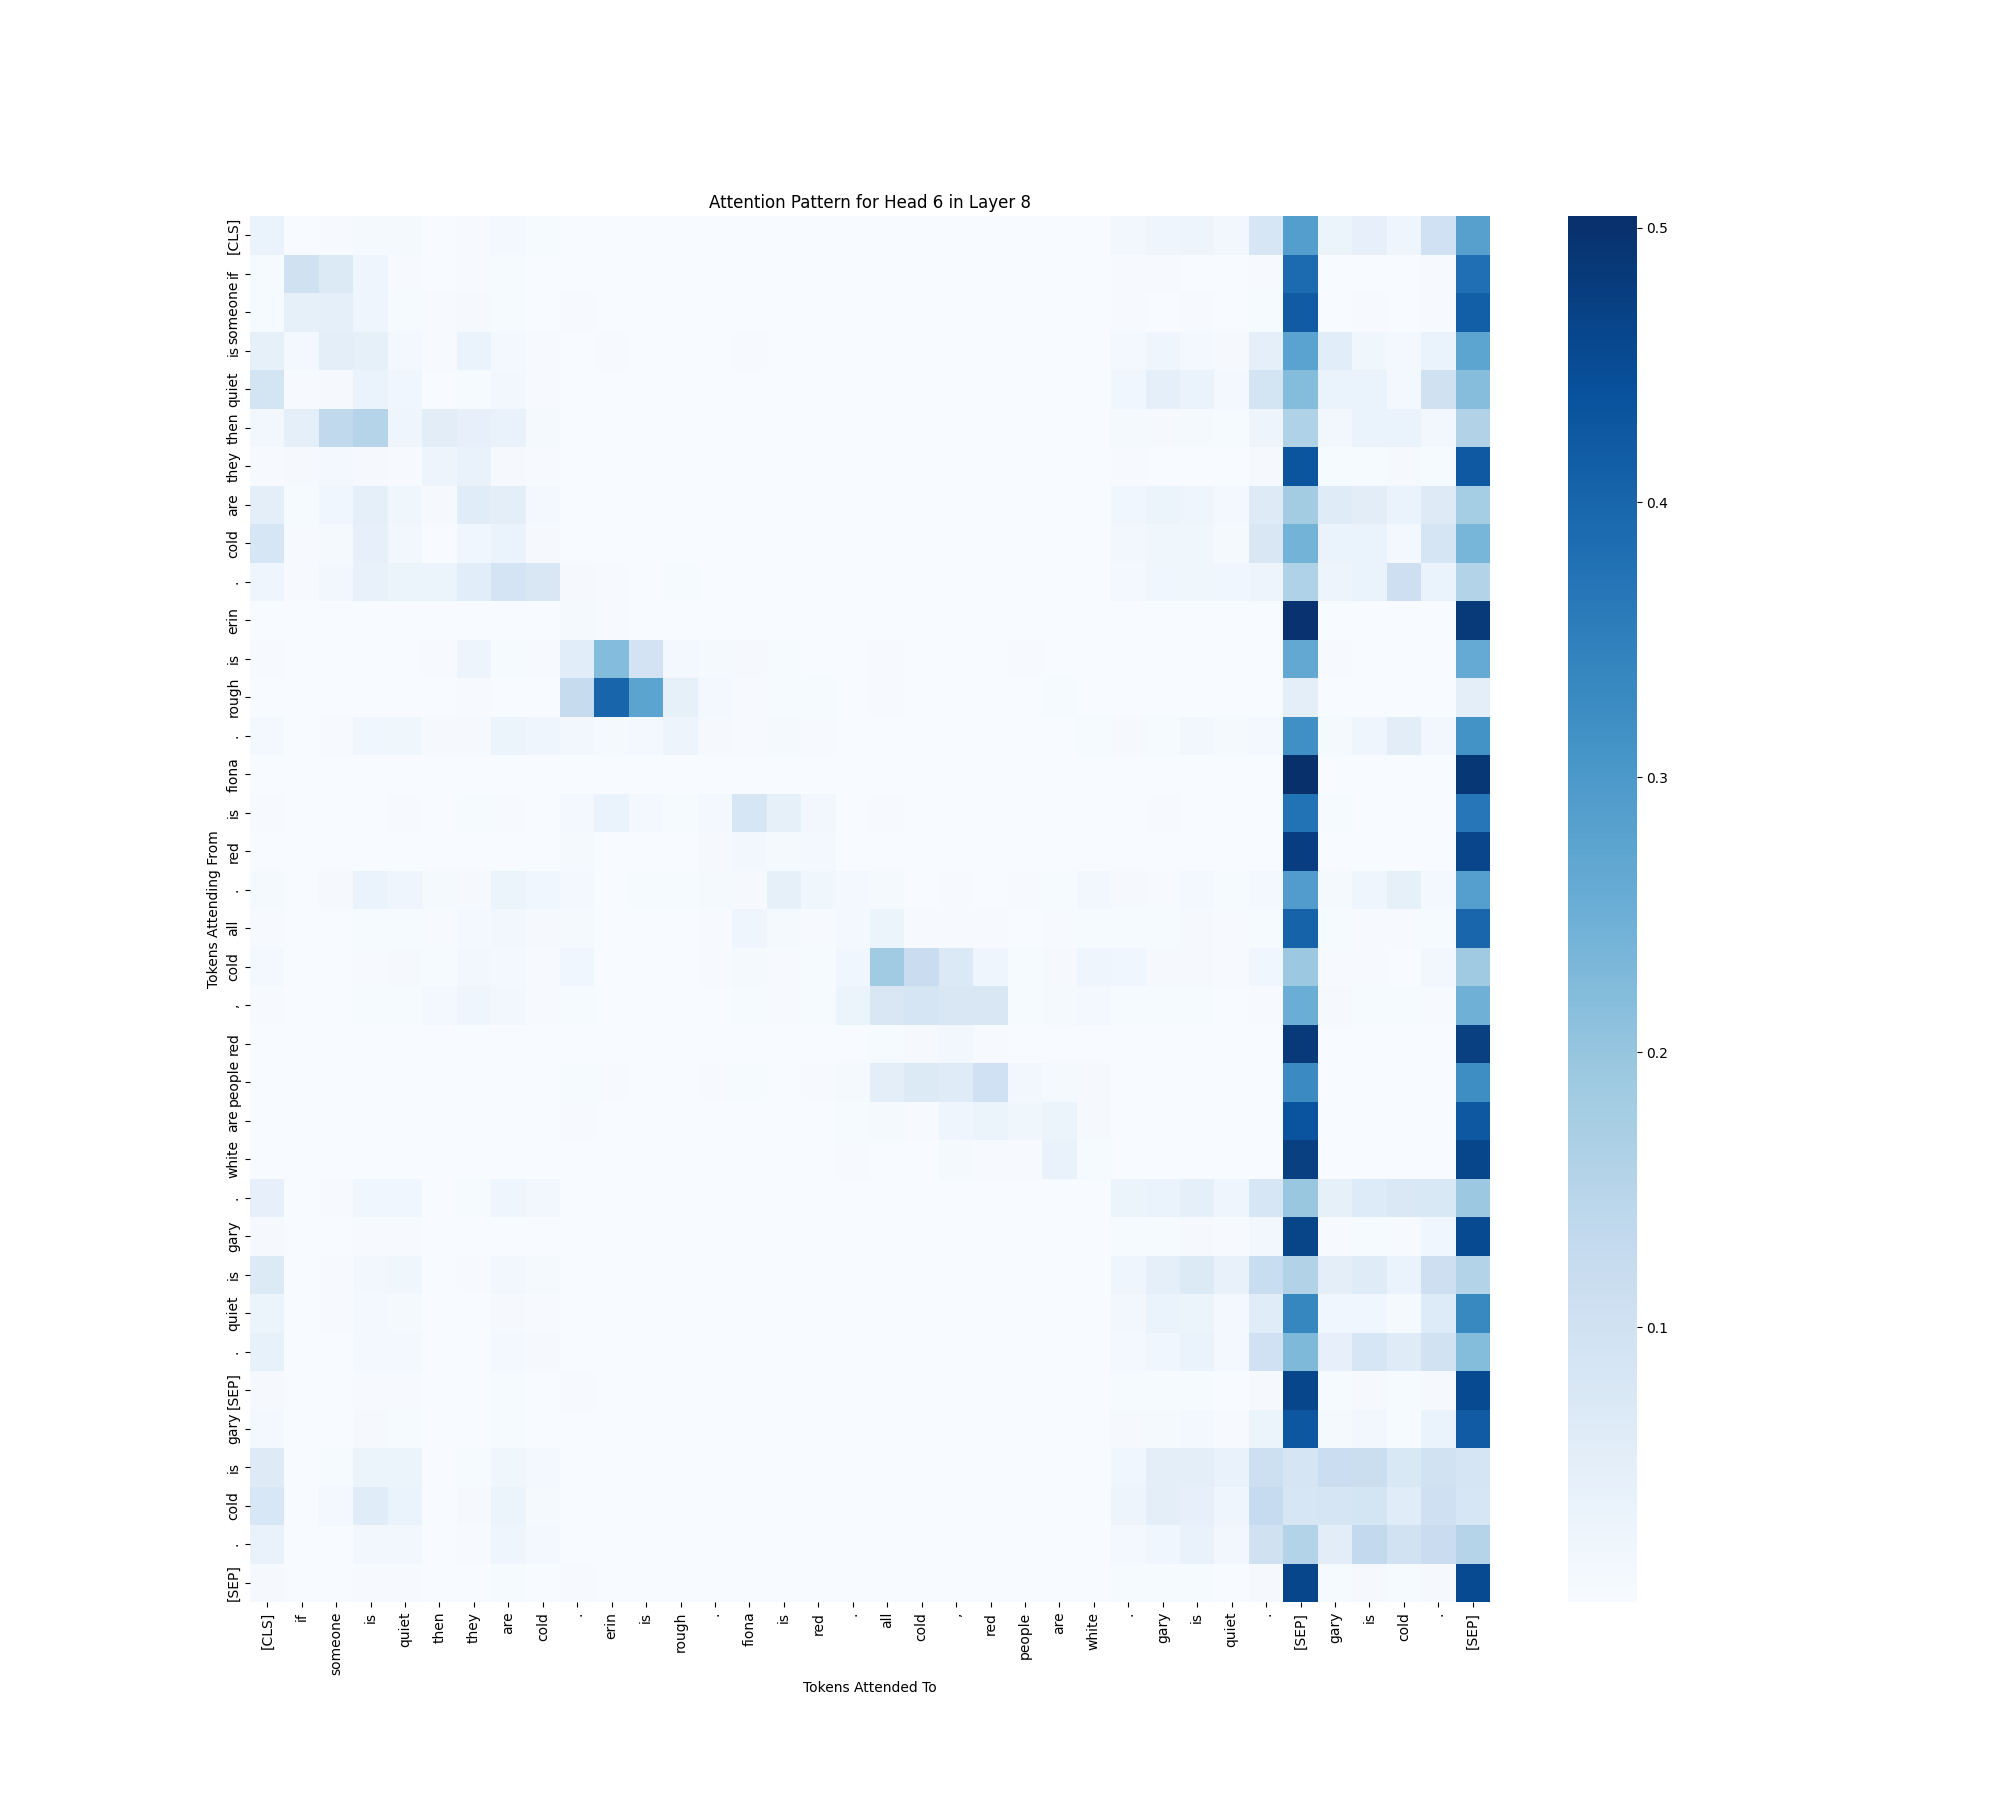 Attention Pattern for Head 6 in Layer 8
Tokens Attending From
[CLS]
if
someone
is
quiet
then
they
are
cold
.
erin
is
rough
.
fiona
is
red
.
all
cold
,
red
people
are
white
.
gary
is
quiet
.
[SEP]
gary
is
cold
.
[SEP]
[CLS] if someone is quiet then they are cold . erin is rough . fiona is red . all cold , red people are white . gary is quiet . [SEP] gary is cold . [SEP]
Tokens Attended To
0.5
0.4
0.3
0.2
0.1